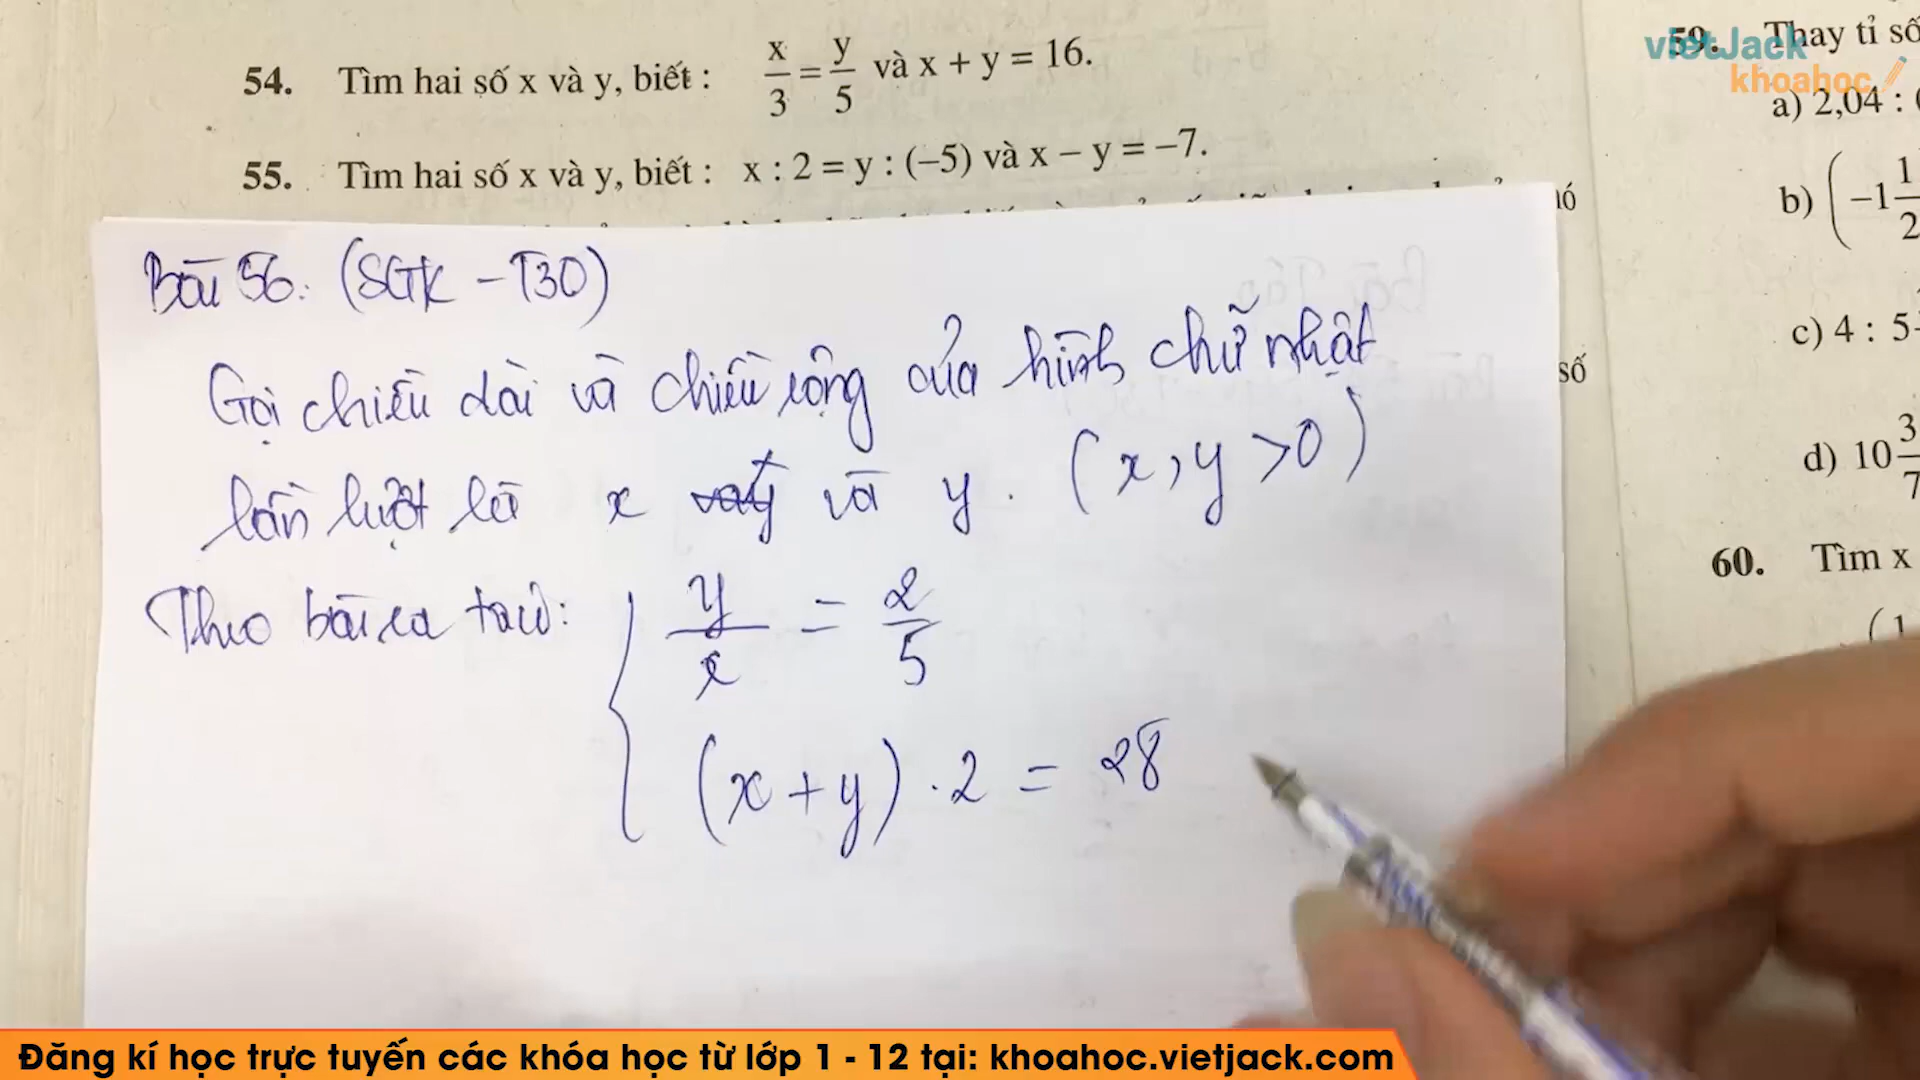 54. Tìm hai số x và y, biết : x/3 = y/5 và x + y = 16.
55. Tìm hai số x và y, biết : x : 2 = y : (–5) và x – y = –7.
số
Bài 56: (SGK – T30)
Gọi chiều dài và chiều rộng của hình chữ nhật
lần lượt là x và y. (x, y > 0)
Theo bài ra ta có:
y/x = 2/5
(x + y) . 2 = 28
59. Thay tỉ số
a) 2,04 :
b) (–1 1/2
c) 4 : 5
d) 10 3/7
60. Tìm x
vietJack
khoahoc
Đăng kí học trực tuyến các khóa học từ lớp 1 - 12 tại: khoahoc.vietjack.com